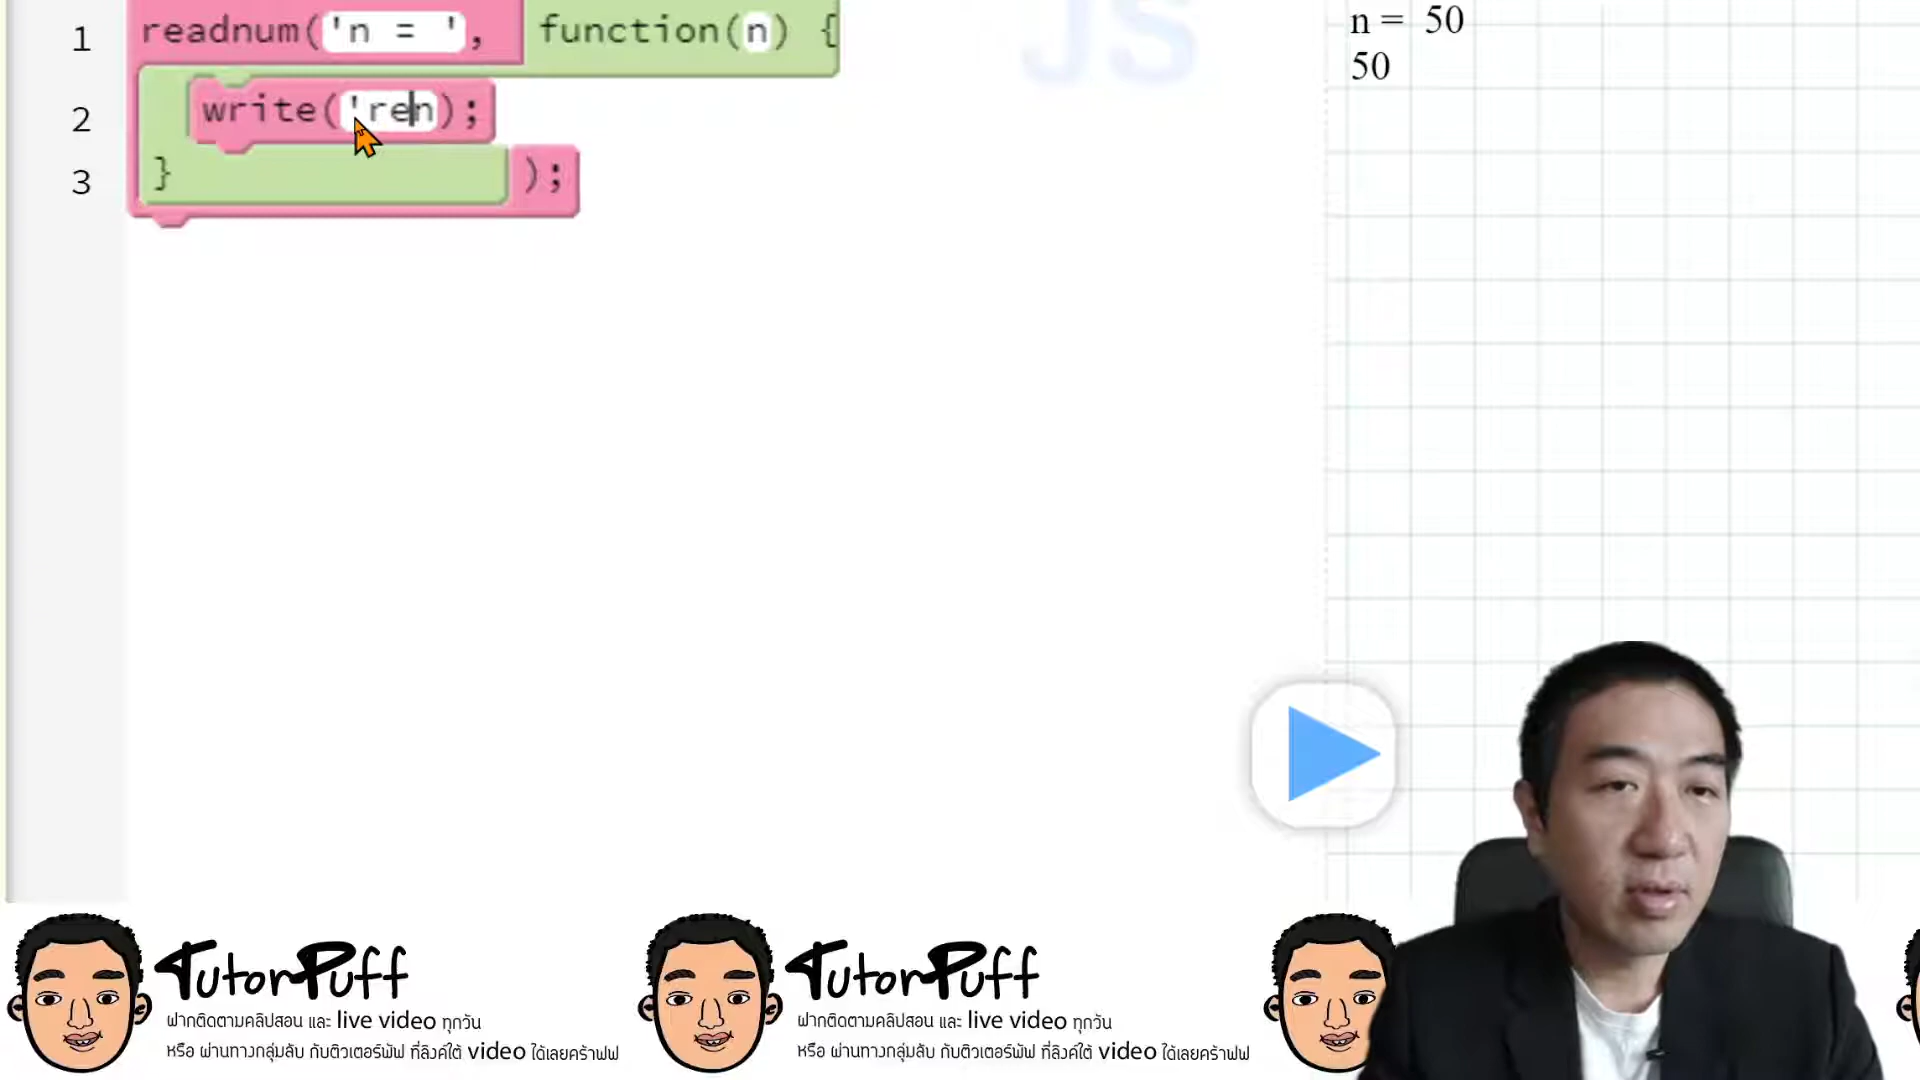 JS
1 readnum('n = ', function(n) {
2 write('ren);
3 } );
n = 50
50
TutorPuff
ฝากติดตามคลิปสอน และ live video ทุกวัน
หรือ ผ่านทางกลุ่มลับ กับติวเตอร์พัฟ ที่ลิงค์ใต้ video ได้เลยคร้าฟฟ
TutorPuff
ฝากติดตามคลิปสอน และ live video ทุกวัน
หรือ ผ่านทางกลุ่มลับ กับติวเตอร์พัฟ ที่ลิงค์ใต้ video ได้เลยคร้าฟฟ